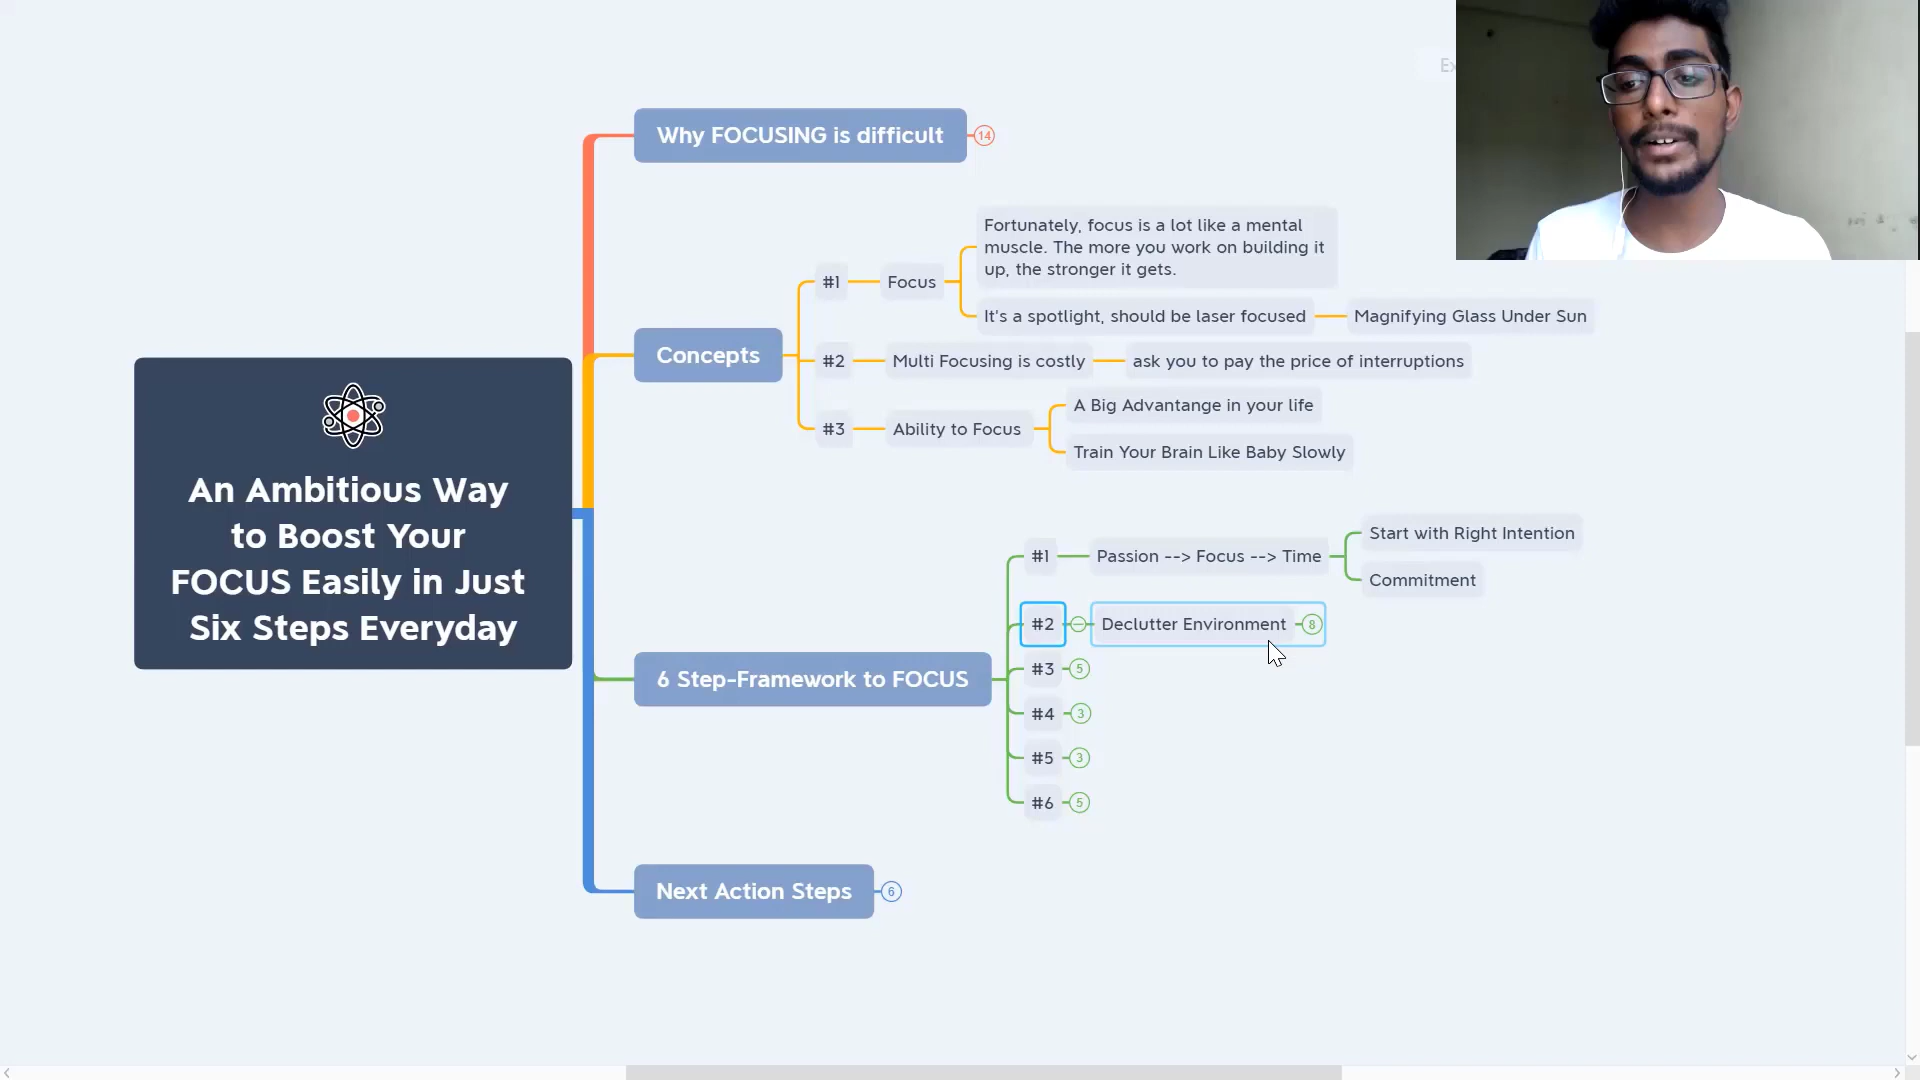 Why FOCUSING is difficult
14
Ex
Fortunately, focus is a lot like a mental
muscle. The more you work on building it
up, the stronger it gets.
#1
Focus
It's a spotlight, should be laser focused
Magnifying Glass Under Sun
Concepts
#2
Multi Focusing is costly
ask you to pay the price of interruptions
A Big Advantange in your life
#3
Ability to Focus
Train Your Brain Like Baby Slowly
An Ambitious Way
to Boost Your
FOCUS Easily in Just
Six Steps Everyday
Start with Right Intention
#1
Passion --> Focus --> Time
Commitment
#2
Declutter Environment
8
#3
5
6 Step-Framework to FOCUS
#4
3
#5
3
#6
5
Next Action Steps
6